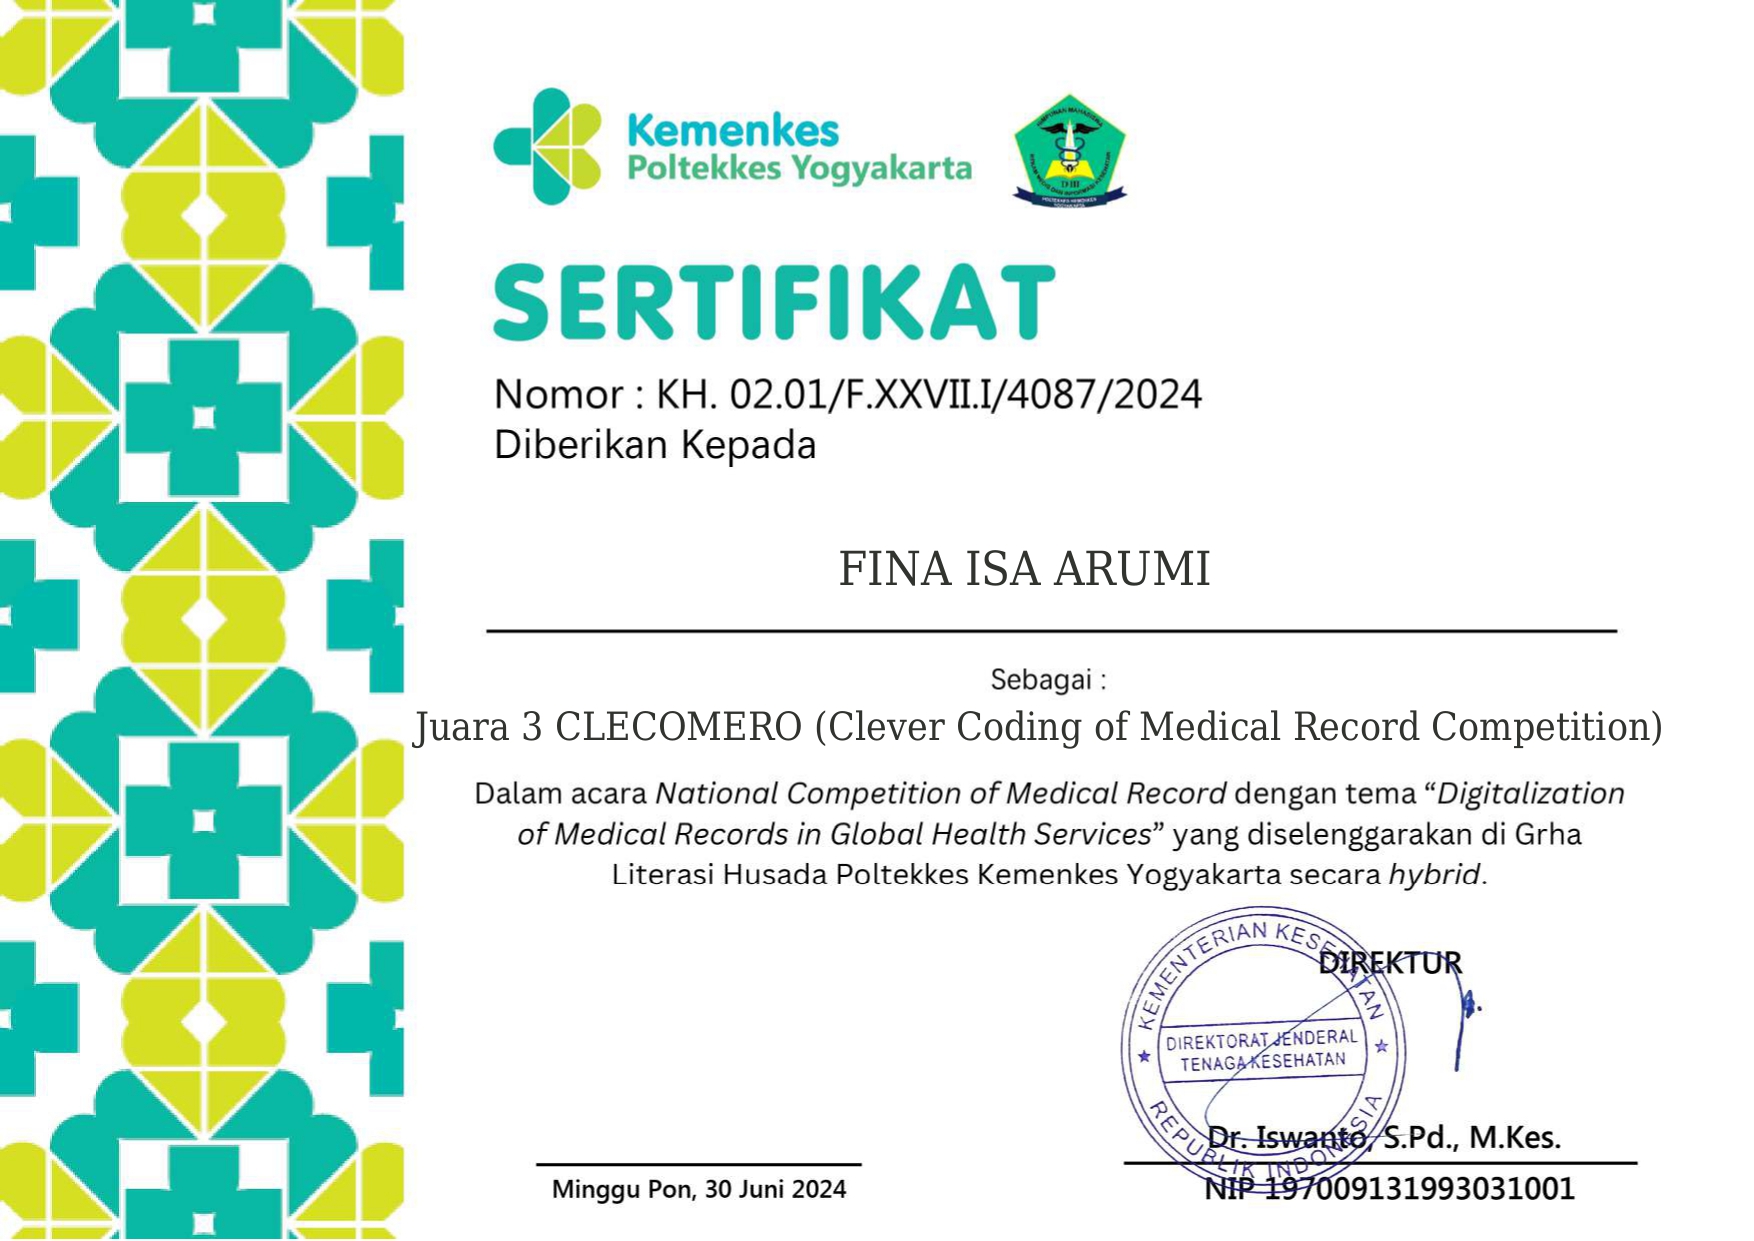 Kemenkes
Poltekkes Yogyakarta
HIMPUNAN MAHASISWA
D III
POLTEKKES KEMENKES
YOGYAKARTA
SERTIFIKAT
Nomor : KH. 02.01/F.XXVII.I/4087/2024
Diberikan Kepada
FINA ISA ARUMI
Sebagai :
Juara 3 CLECOMERO (Clever Coding of Medical Record Competition)
Dalam acara National Competition of Medical Record dengan tema “Digitalization
of Medical Records in Global Health Services” yang diselenggarakan di Grha
Literasi Husada Poltekkes Kemenkes Yogyakarta secara hybrid.
DIREKTUR
KEMENTERIAN KESEHATAN
DIREKTORAT JENDERAL
TENAGA KESEHATAN
REPUBLIK INDONESIA
Dr. Iswanto, S.Pd., M.Kes.
NIP 197009131993031001
Minggu Pon, 30 Juni 2024